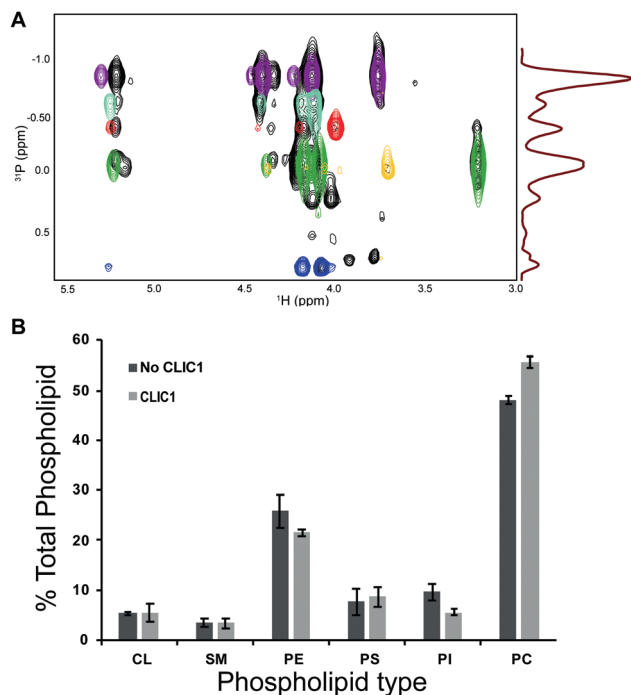 A
-1.0
-0.50
0.0
0.5
³¹P (ppm)
5.5 5.0 4.5 4.0 3.5 3.0
¹H (ppm)
B
60
50
40
30
20
10
0
% Total Phospholipid
No CLIC1
CLIC1
CL SM PE PS PI PC
Phospholipid type